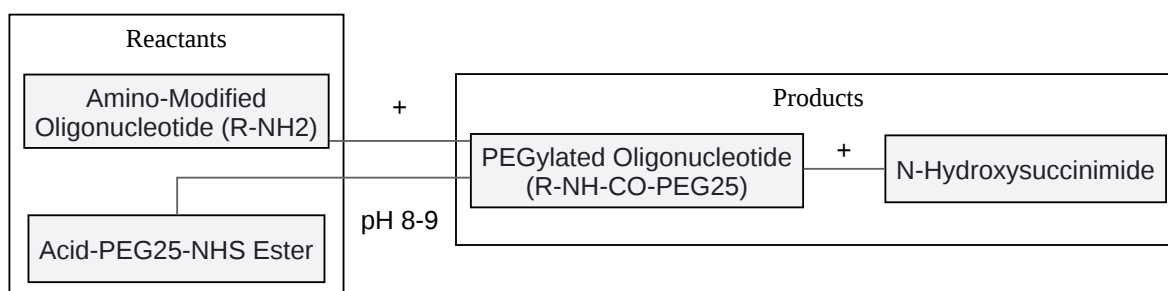 Reactants
Amino-Modified
Oligonucleotide (R-NH2)
Acid-PEG25-NHS Ester
+
pH 8-9
Products
PEGylated Oligonucleotide
(R-NH-CO-PEG25)
+
N-Hydroxysuccinimide